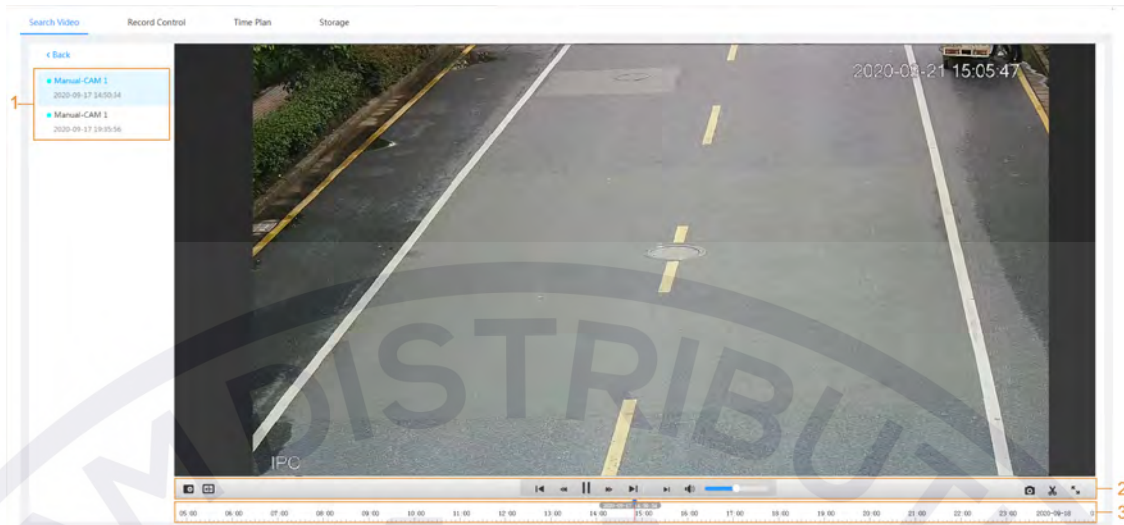 Search Video Record Control Time Plan Storage
< Back
Manual-CAM 1
2020-09-17 14:50:34
Manual-CAM 1
2020-09-17 19:35:56
1
2020-09-21 15:05:47
IPC
DISTRIBUT
2
05:00 06:00 07:00 08:00 09:00 10:00 11:00 12:00 13:00 14:00 15:00 16:00 17:00 18:00 19:00 20:00 21:00 22:00 23:00 2020-09-18 0
3